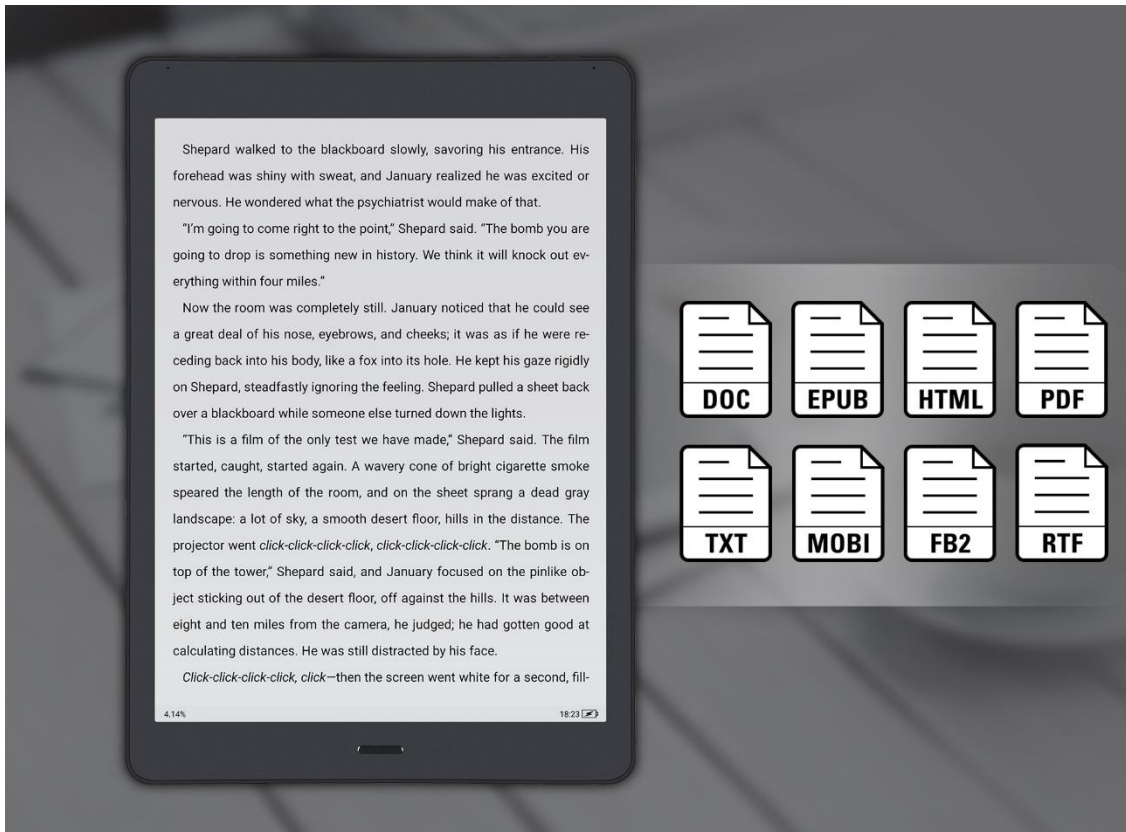 Shepard walked to the blackboard slowly, savoring his entrance. His
forehead was shiny with sweat, and January realized he was excited or
nervous. He wondered what the psychiatrist would make of that.
“I’m going to come right to the point,” Shepard said. “The bomb you are
going to drop is something new in history. We think it will knock out ev-
erything within four miles.”
Now the room was completely still. January noticed that he could see
a great deal of his nose, eyebrows, and cheeks; it was as if he were re-
ceding back into his body, like a fox into its hole. He kept his gaze rigidly
on Shepard, steadfastly ignoring the feeling. Shepard pulled a sheet back
over a blackboard while someone else turned down the lights.
“This is a film of the only test we have made,” Shepard said. The film
started, caught, started again. A wavery cone of bright cigarette smoke
speared the length of the room, and on the sheet sprang a dead gray
landscape: a lot of sky, a smooth desert floor, hills in the distance. The
projector went click-click-click-click, click-click-click-click. “The bomb is on
top of the tower,” Shepard said, and January focused on the pinlike ob-
ject sticking out of the desert floor, off against the hills. It was between
eight and ten miles from the camera, he judged; he had gotten good at
calculating distances. He was still distracted by his face.
Click-click-click-click, click—then the screen went white for a second, fill-
4.14% 18:23
DOC EPUB HTML PDF
TXT MOBI FB2 RTF